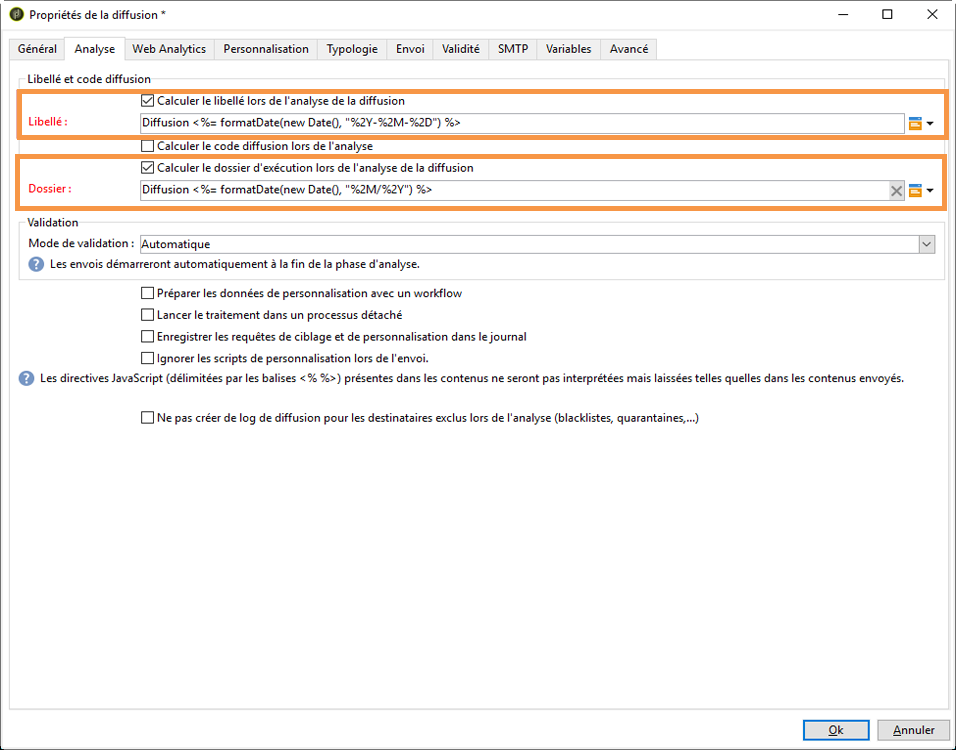 Propriétés de la diffusion *
Général Analyse Web Analytics Personnalisation Typologie Envoi Validité SMTP Variables Avancé
Libellé et code diffusion
Calculer le libellé lors de l'analyse de la diffusion
Libellé : Diffusion <%= formatDate(new Date(), "%2Y-%2M-%2D") %>
Calculer le code diffusion lors de l'analyse
Calculer le dossier d'exécution lors de l'analyse de la diffusion
Dossier : Diffusion <%= formatDate(new Date(), "%2M/%2Y") %>
Validation
Mode de validation : Automatique
? Les envois démarreront automatiquement à la fin de la phase d'analyse.
Préparer les données de personnalisation avec un workflow
Lancer le traitement dans un processus détaché
Enregistrer les requêtes de ciblage et de personnalisation dans le journal
Ignorer les scripts de personnalisation lors de l'envoi.
? Les directives JavaScript (délimitées par les balises <% %>) présentes dans les contenus ne seront pas interprétées mais laissées telles quelles dans les contenus envoyés.
Ne pas créer de log de diffusion pour les destinataires exclus lors de l'analyse (blacklistes, quarantaines,...)
Ok Annuler